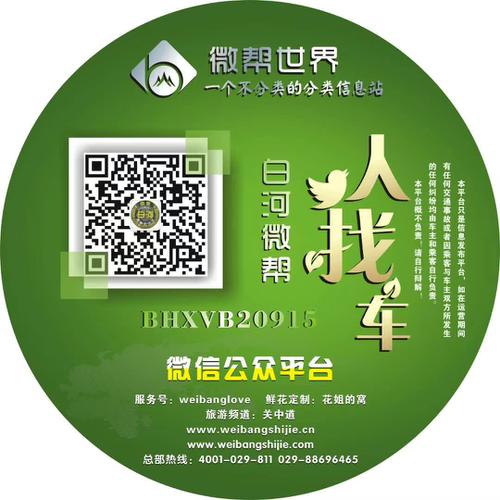 微帮世界
一个不分类的分类信息站
白河微帮
人找车
本平台只是信息发布平台，如在运营期间
有任何交通事故或者因乘客与车主双方所发生
的任何纠纷均由车主和乘客自行负责。
本平台概不负责，请自行辩解。
BHXVB20915
微信公众平台
服务号：weibanglove 鲜花定制：花姐的窝
旅游频道：关中道
www.weibangshijie.cn
www.weibangshijie.com
总部热线：4001-029-811 029-88696465